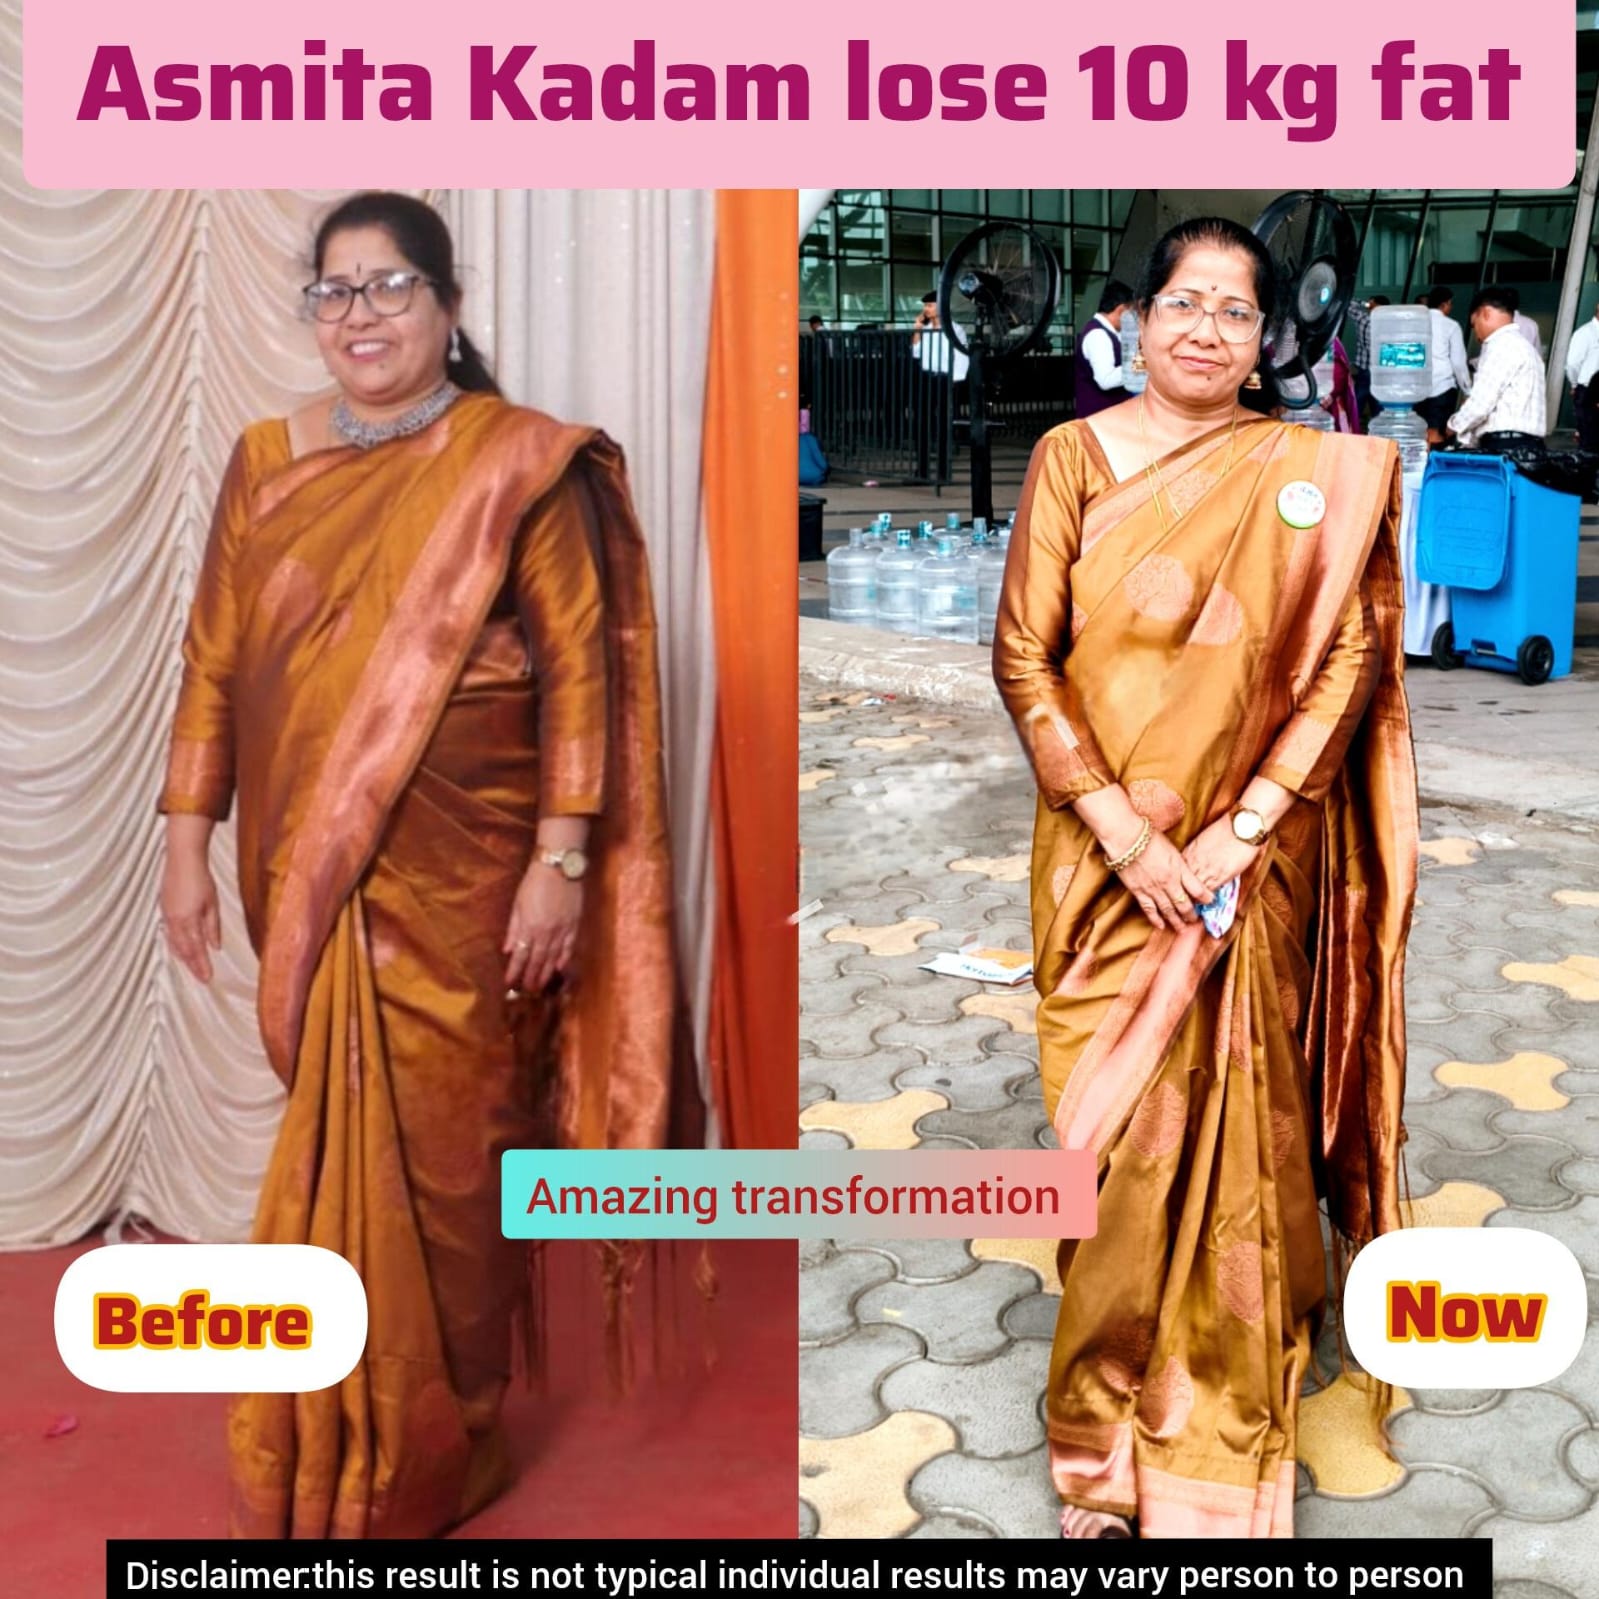 Asmita Kadam lose 10 kg fat
Amazing transformation
Before
Now
Disclaimer:this result is not typical individual results may vary person to person